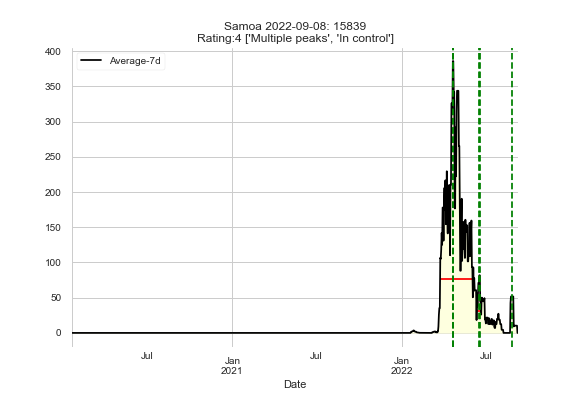 Samoa 2022-09-08: 15839
Rating:4 ['Multiple peaks', 'In control']
400
Average-7d
350
300
250
200
150
100
50
0
Jul
Jan
2021
Jul
Jan
2022
Jul
Date